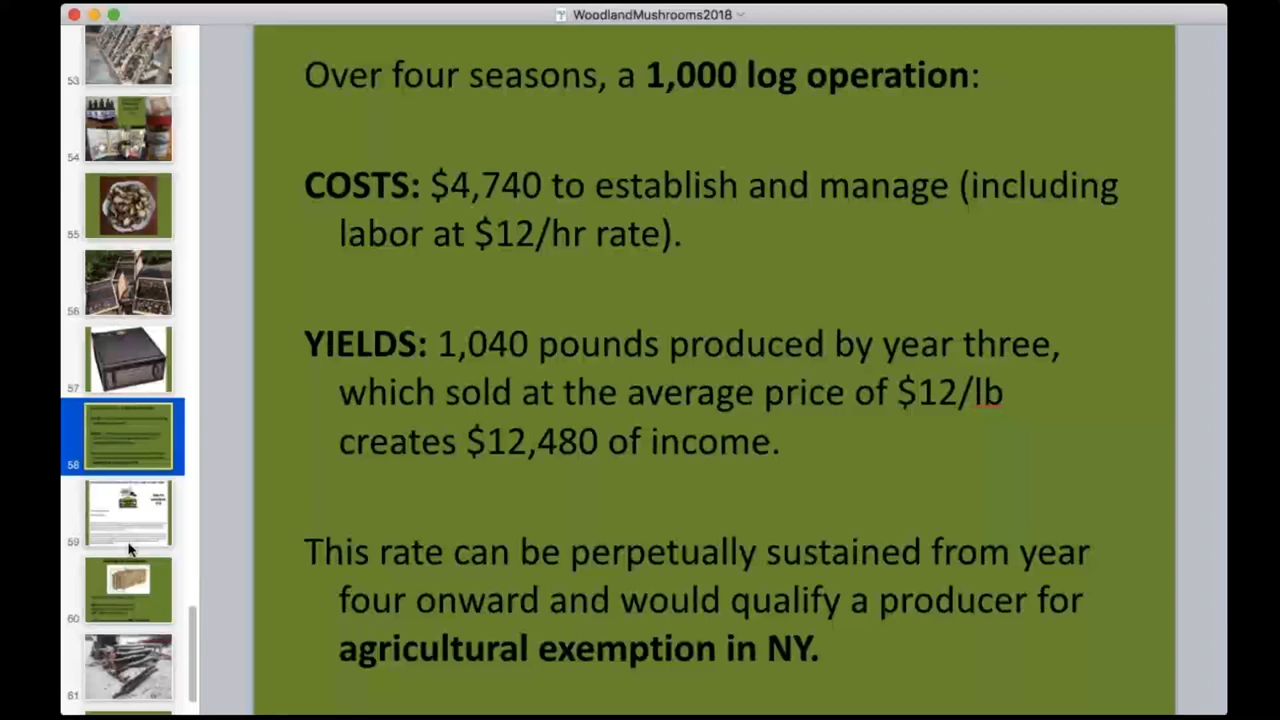 WoodlandMushrooms2018
53
54
55
56
57
58
59
60
61
Over four seasons, a 1,000 log operation:
COSTS: $4,740 to establish and manage (including
labor at $12/hr rate).
YIELDS: 1,040 pounds produced by year three,
which sold at the average price of $12/lb
creates $12,480 of income.
This rate can be perpetually sustained from year
four onward and would qualify a producer for
agricultural exemption in NY.